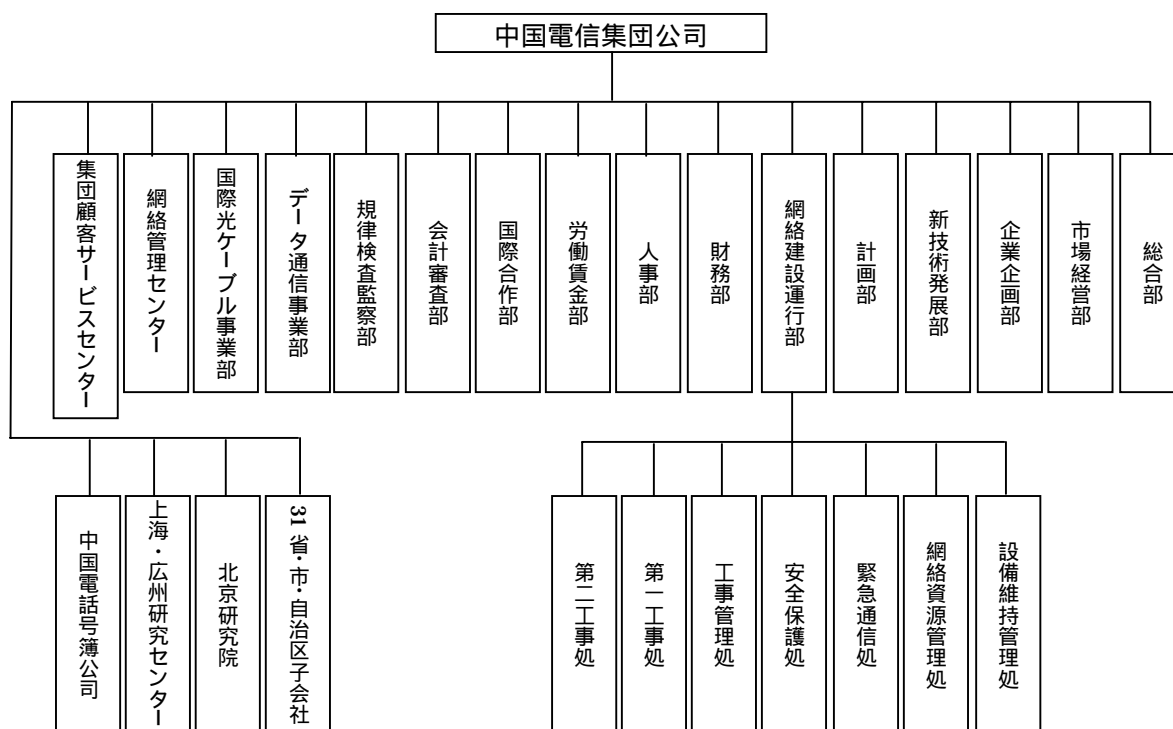 中国電信集団公司
集団顧客サービスセンター
網絡管理センター
国際光ケーブル事業部
データ通信事業部
規律検査監察部
会計審査部
国際合作部
労働賃金部
人事部
財務部
網絡建設運行部
計画部
新技術発展部
企業企画部
市場経営部
総合部
中国電話号簿公司
上海・広州研究センター
北京研究院
31省・市・自治区子会社
第二工事処
第一工事処
工事管理処
安全保護処
緊急通信処
網絡資源管理処
設備維持管理処